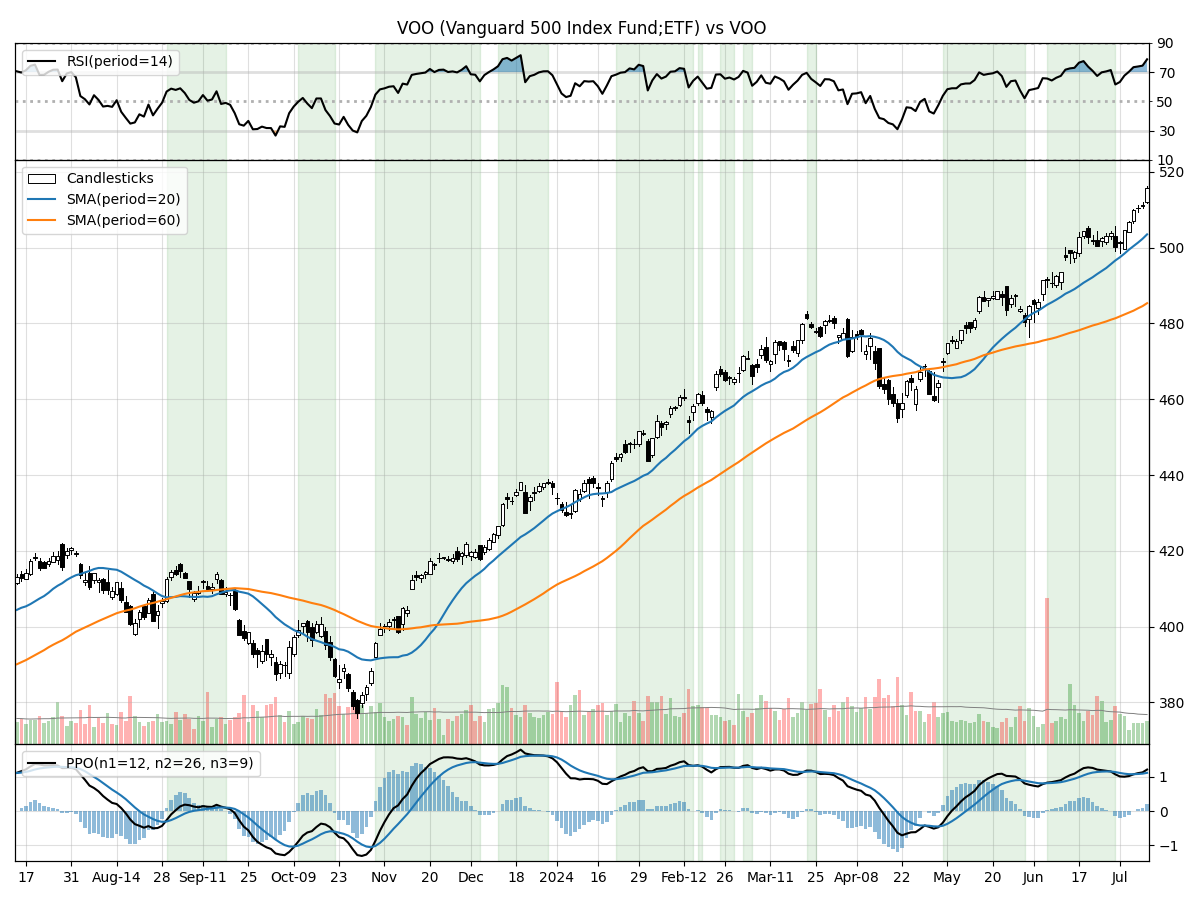 VOO (Vanguard 500 Index Fund;ETF) vs VOO
RSI(period=14)
90
70
50
30
10
Candlesticks
SMA(period=20)
SMA(period=60)
520
500
480
460
440
420
400
380
PPO(n1=12, n2=26, n3=9)
1
0
−1
17 31 Aug-14 28 Sep-11 25 Oct-09 23 Nov 20 Dec 18 2024 16 29 Feb-12 26 Mar-11 25 Apr-08 22 May 20 Jun 17 Jul